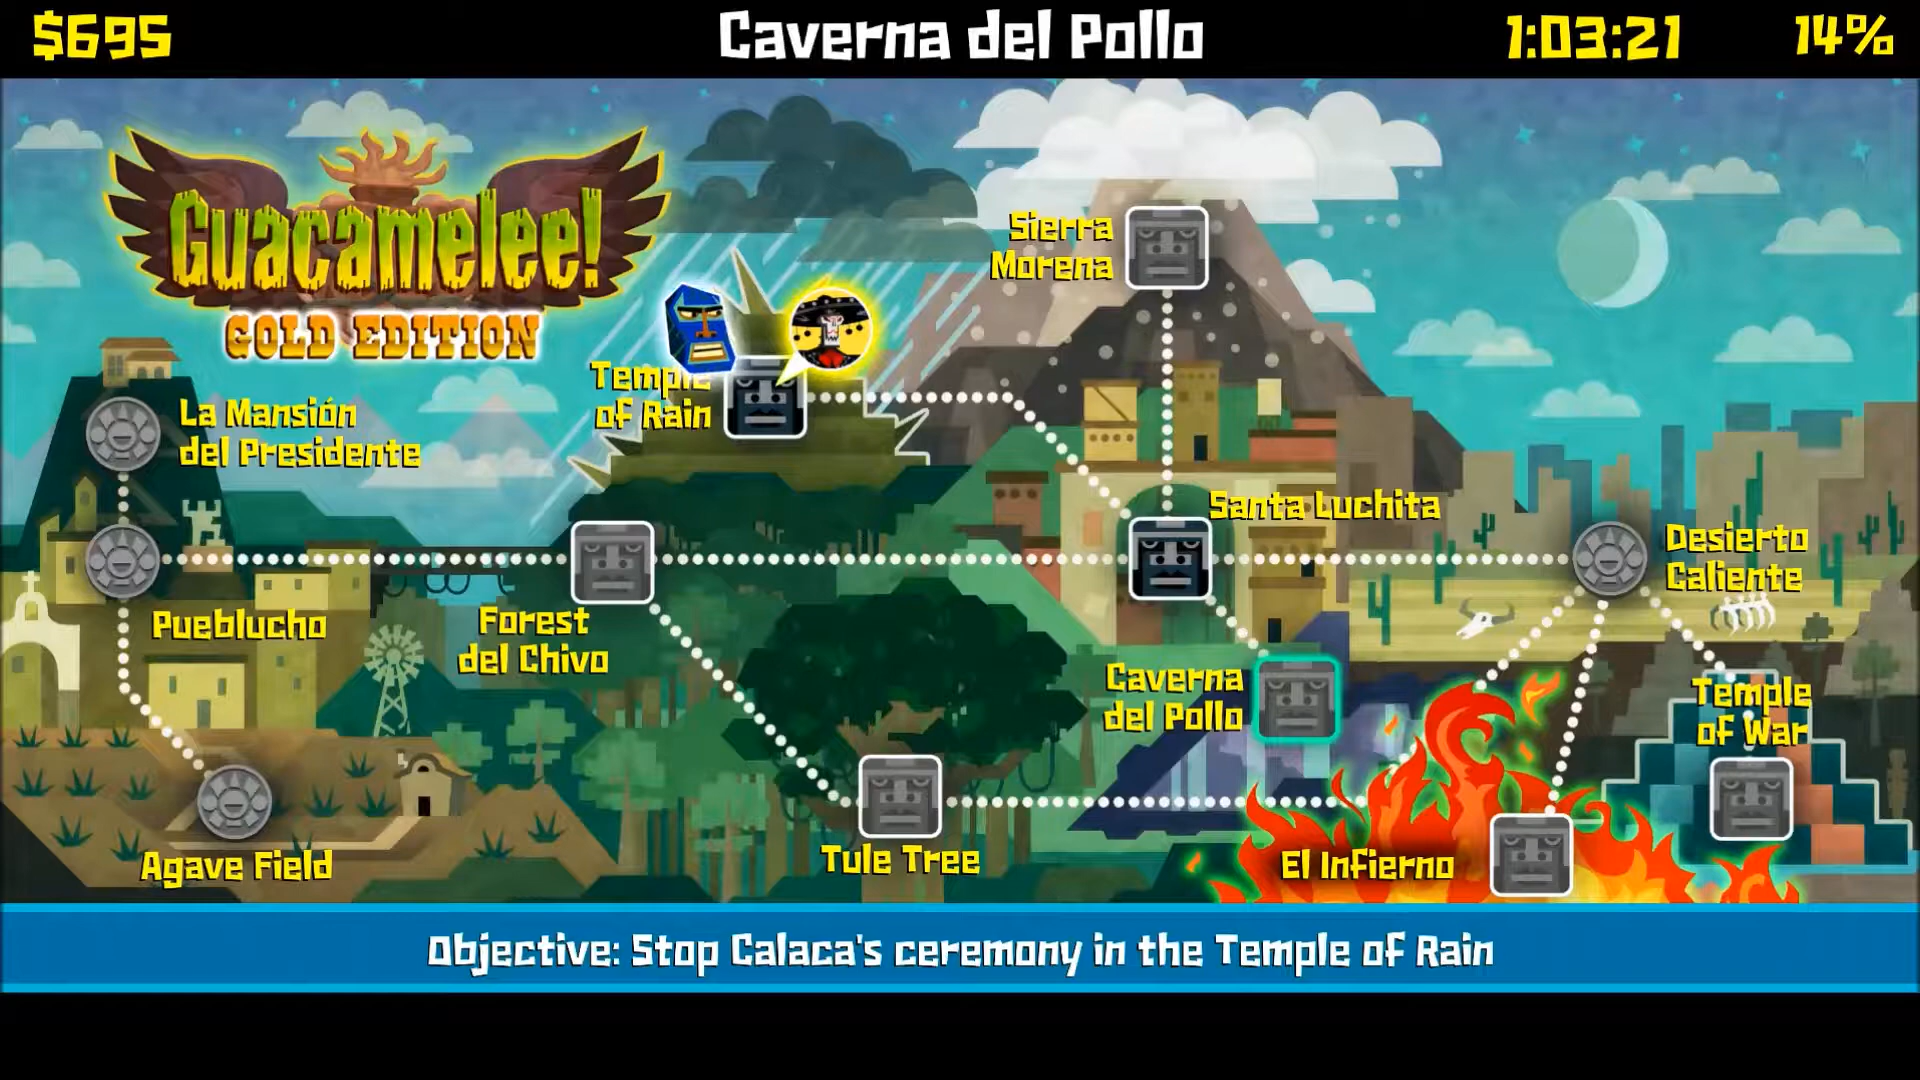 $695
Caverna del Pollo
1:03:21
14%
Guacamelee!
GOLD EDITION
Sierra
Morena
Temple
of Rain
La Mansión
del Presidente
Santa Luchita
Desierto
Caliente
Pueblucho
Forest
del Chivo
Caverna
del Pollo
Temple
of War
Agave Field
Tule Tree
El Infierno
Objective: Stop Calaca's ceremony in the Temple of Rain